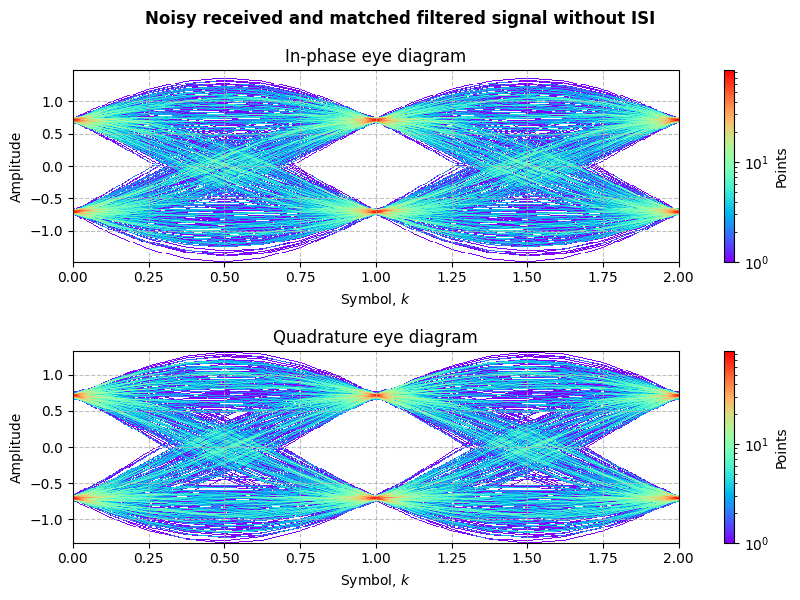 Noisy received and matched filtered signal without ISI
In-phase eye diagram
Amplitude
1.0
0.5
0.0
−0.5
−1.0
0.00 0.25 0.50 0.75 1.00 1.25 1.50 1.75 2.00
Symbol, k
10¹
10⁰
Points
Quadrature eye diagram
Amplitude
1.0
0.5
0.0
−0.5
−1.0
0.00 0.25 0.50 0.75 1.00 1.25 1.50 1.75 2.00
Symbol, k
10¹
10⁰
Points